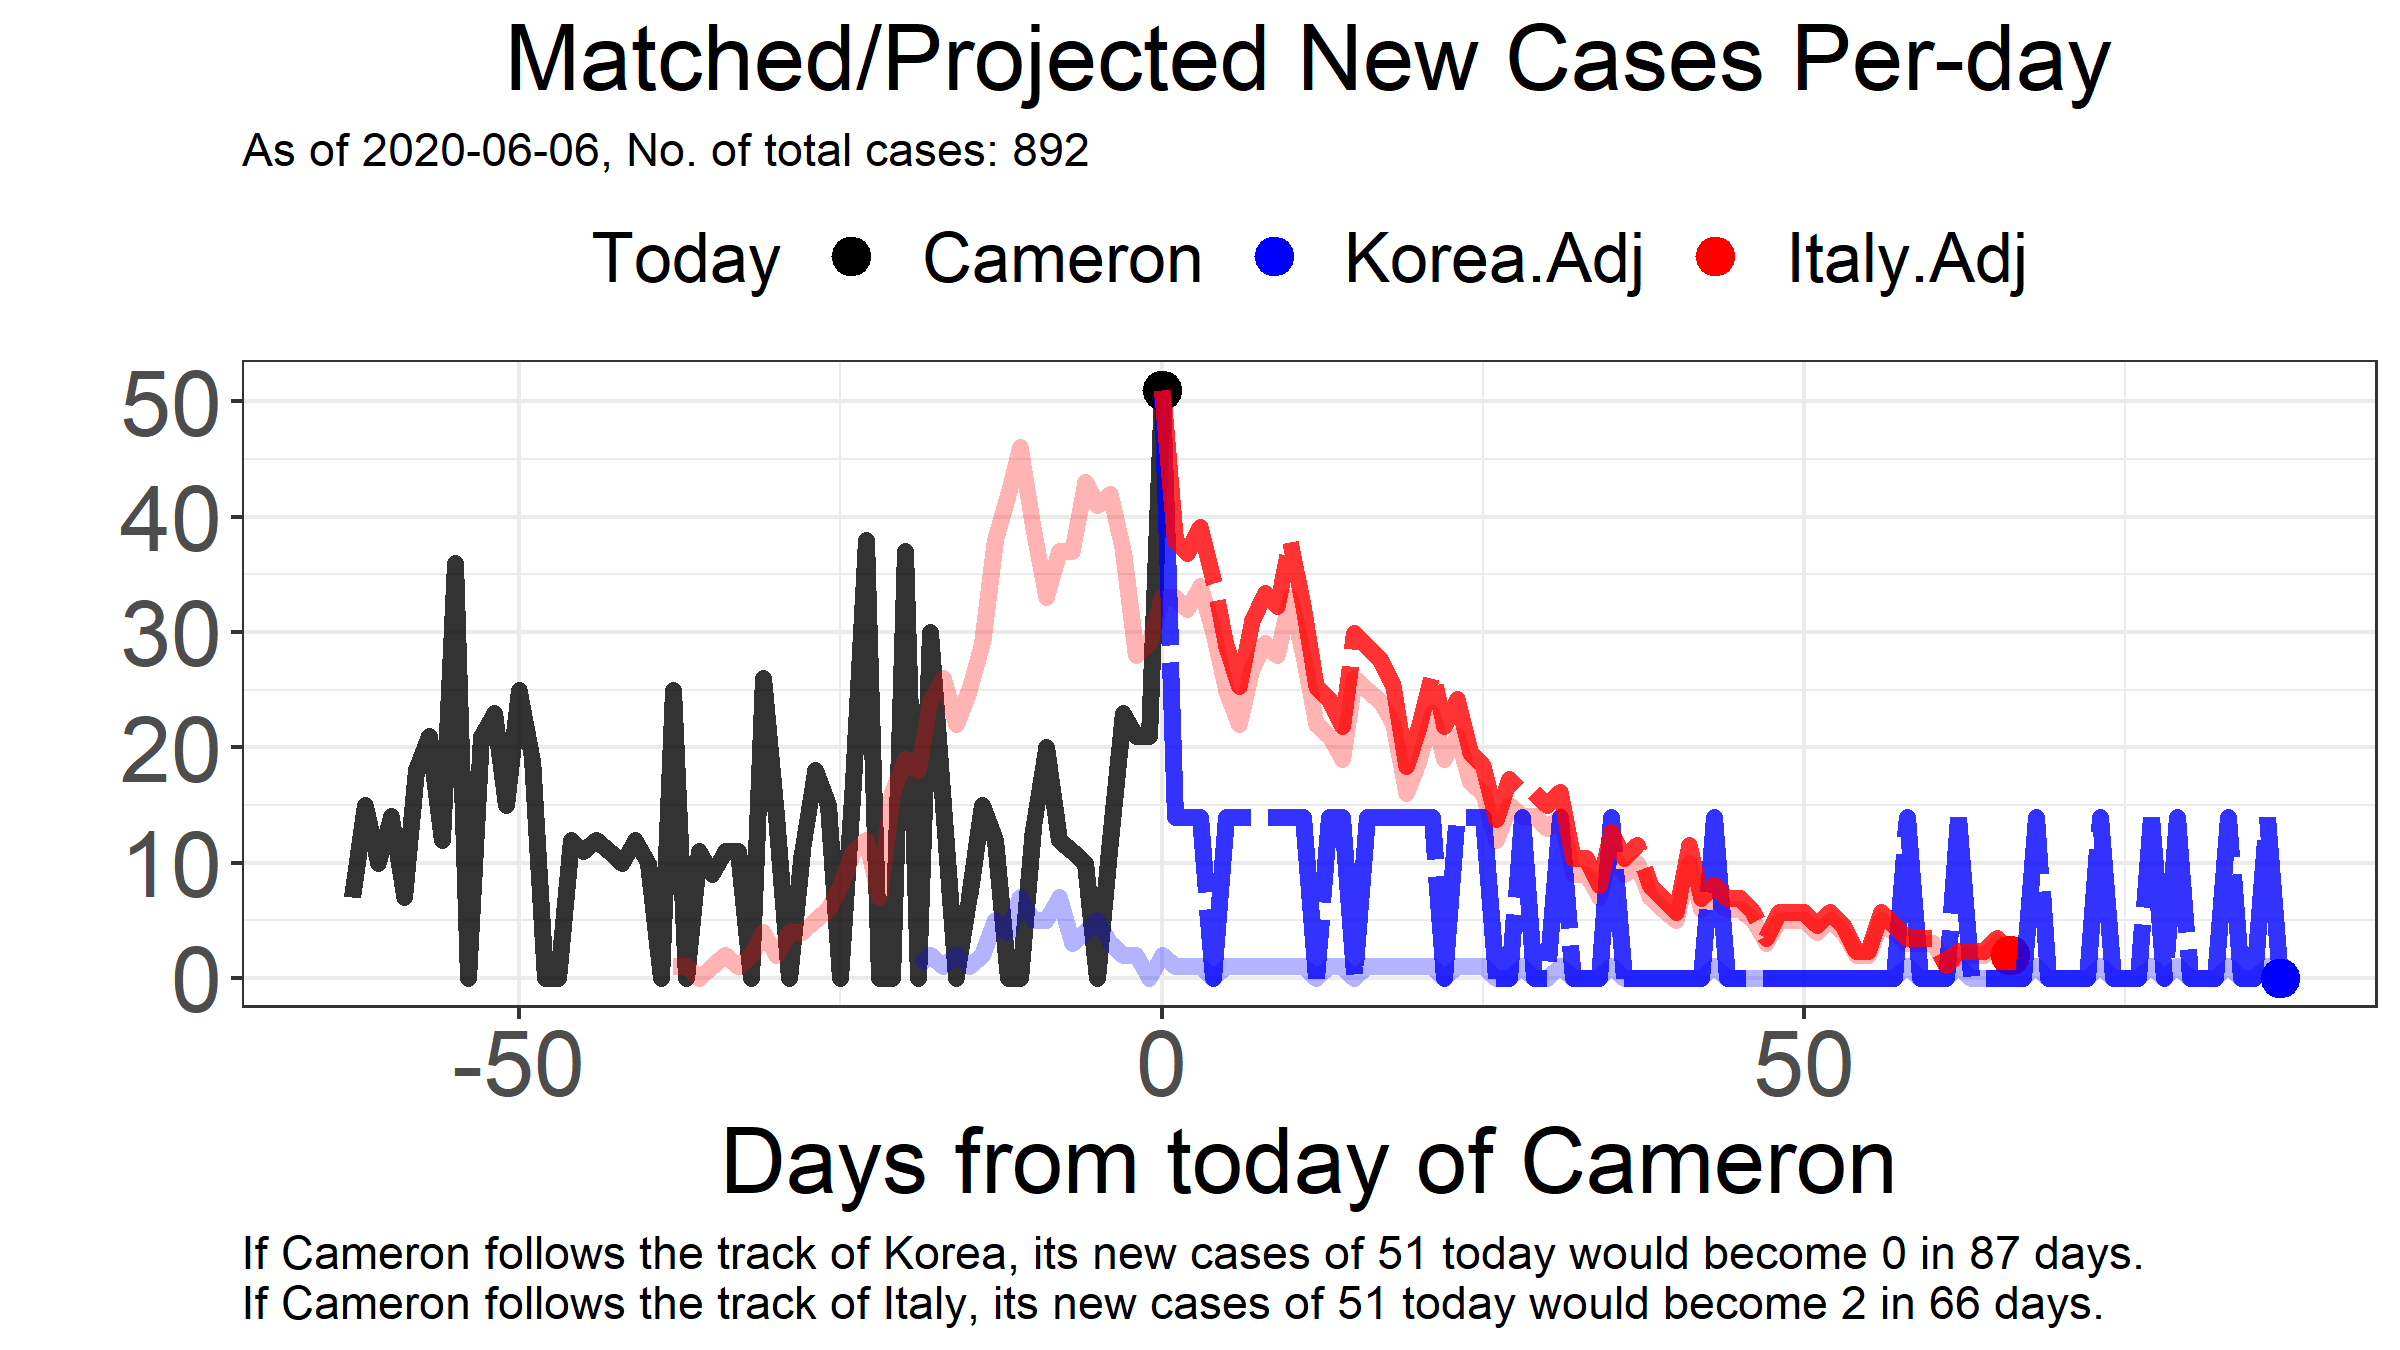 Matched/Projected New Cases Per-day
As of 2020-06-06, No. of total cases: 892
Today Cameron Korea.Adj Italy.Adj
50
40
30
20
10
0
-50 0 50
Days from today of Cameron
If Cameron follows the track of Korea, its new cases of 51 today would become 0 in 87 days.
If Cameron follows the track of Italy, its new cases of 51 today would become 2 in 66 days.